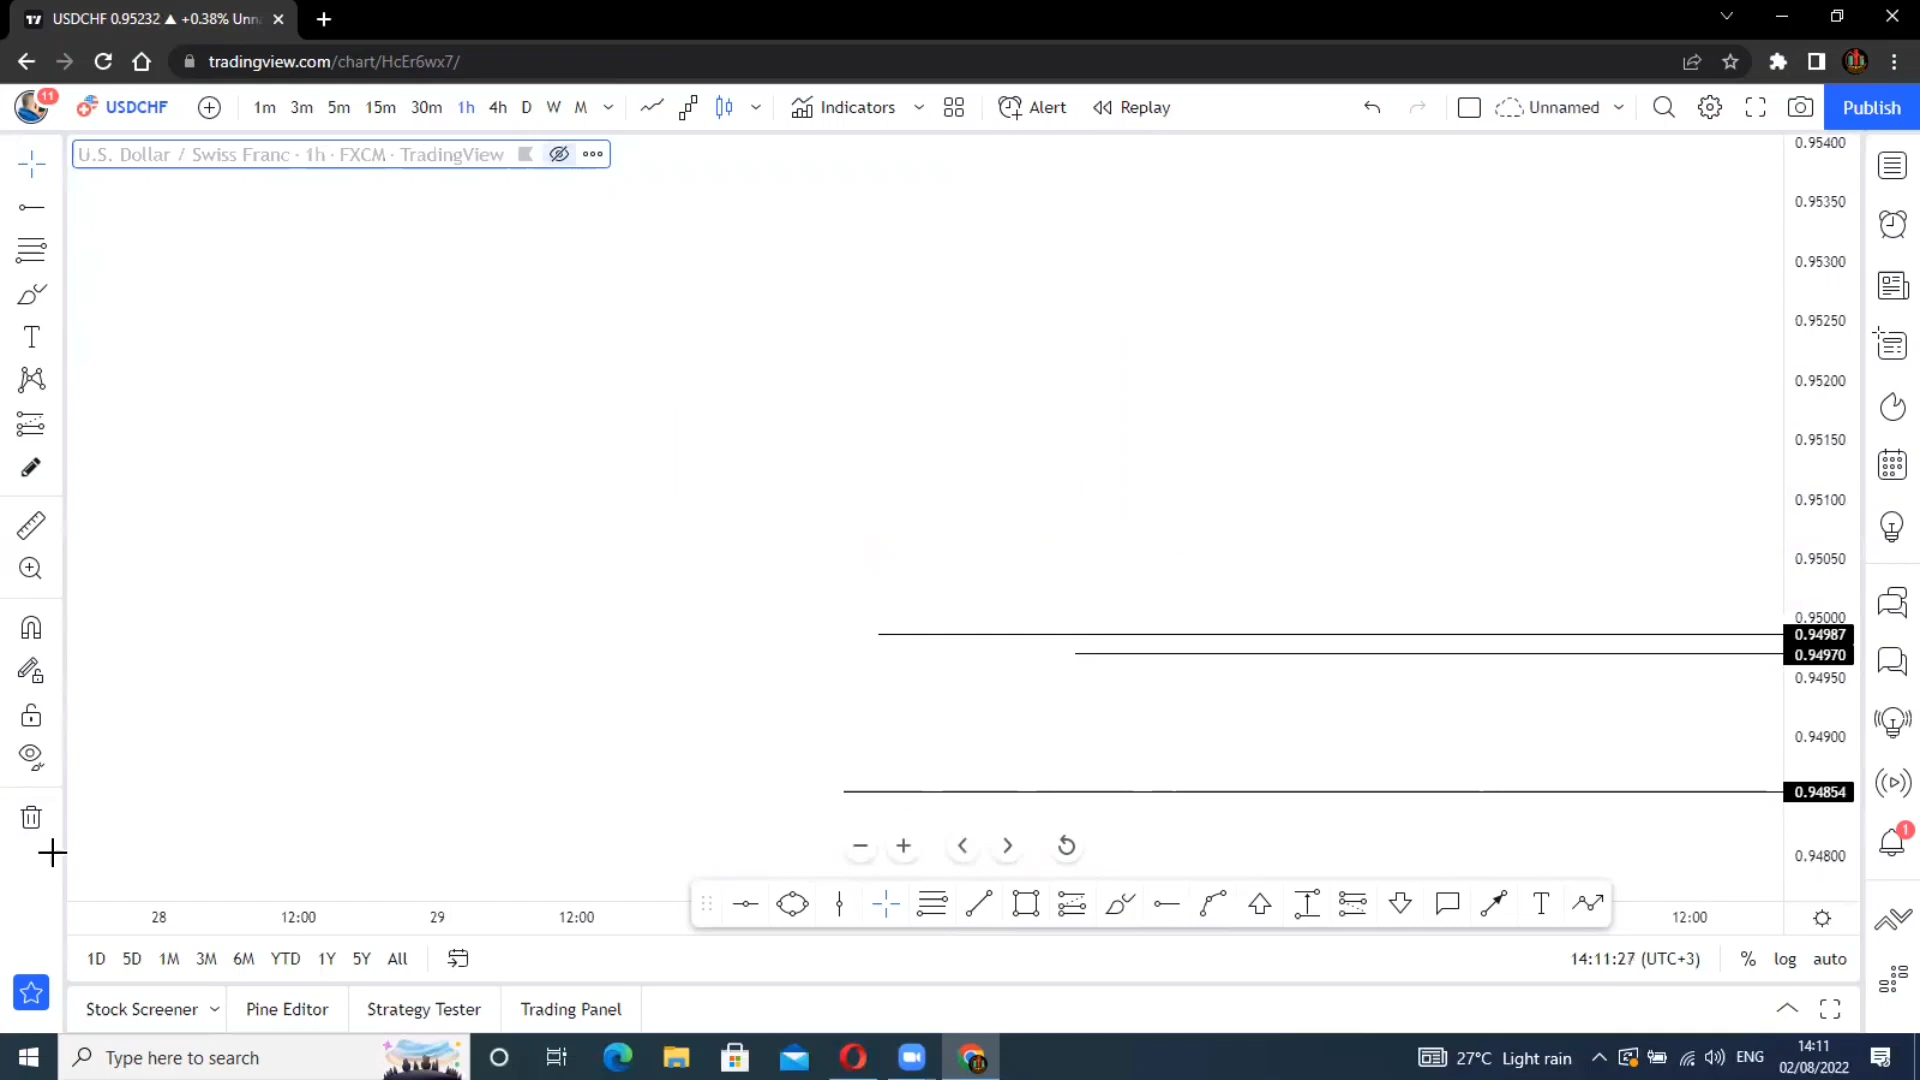 USDCHF 0.95232 ▲ +0.38% Unn
tradingview.com/chart/HcEr6wx7/
11
USDCHF
1m 3m 5m 15m 30m 1h 4h D W M
Indicators
Alert
Replay
Unnamed
Publish
U.S. Dollar / Swiss Franc · 1h · FXCM · TradingView
0.95400
0.95350
0.95300
0.95250
0.95200
0.95150
0.95100
0.95050
0.95000
0.94987
0.94970
0.94950
0.94900
0.94854
0.94800
1
28 12:00 29 12:00 12:00
1D 5D 1M 3M 6M YTD 1Y 5Y All
14:11:27 (UTC+3) % log auto
Stock Screener Pine Editor Strategy Tester Trading Panel
Type here to search
27°C Light rain
ENG
14:11
02/08/2022